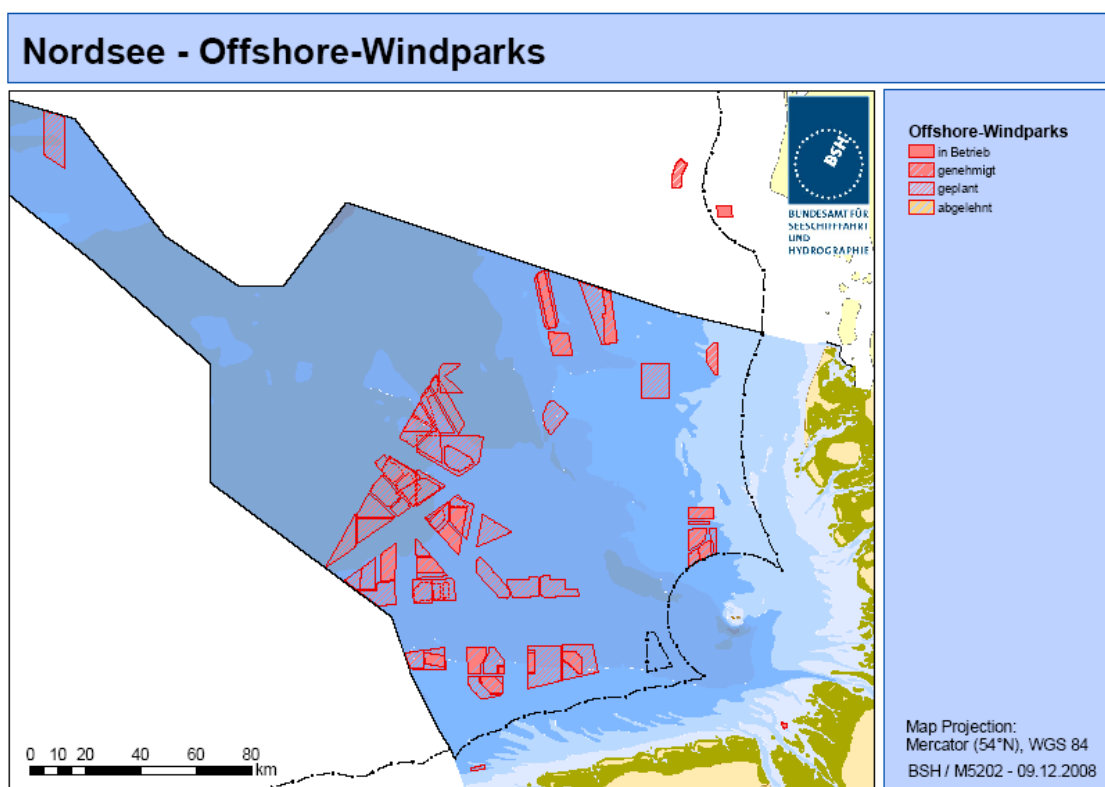 Nordsee - Offshore-Windparks
BSH
BUNDESAMT FÜR
SEESCHIFFFAHRT
UND
HYDROGRAPHIE
Offshore-Windparks
in Betrieb
genehmigt
geplant
abgelehnt
0 10 20 40 60 80
km
Map Projection:
Mercator (54°N), WGS 84
BSH / M5202 - 09.12.2008